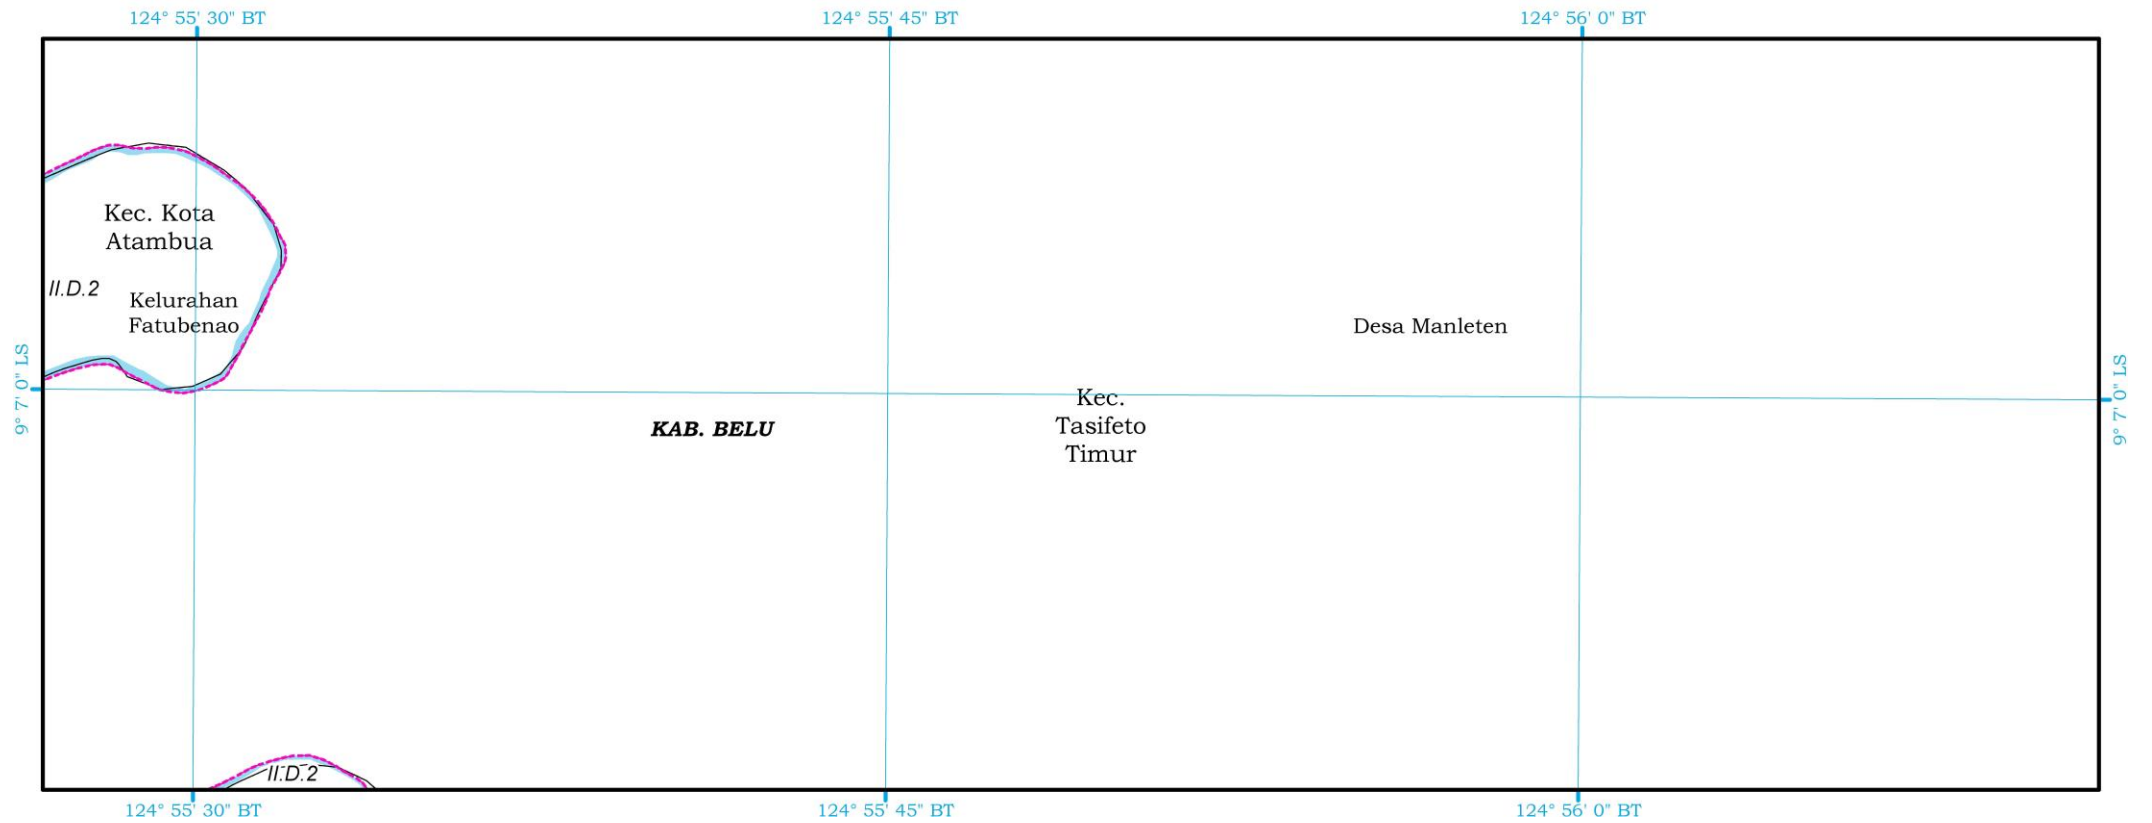 124° 55' 30" BT
124° 55' 45" BT
124° 56' 0" BT
Kec. Kota
Atambua
II.D.2
Kelurahan
Fatubenao
Desa Manleten
9° 7' 0" LS
9° 7' 0" LS
Kec.
Tasifeto
Timur
KAB. BELU
II.D.2
124° 55' 30" BT
124° 55' 45" BT
124° 56' 0" BT